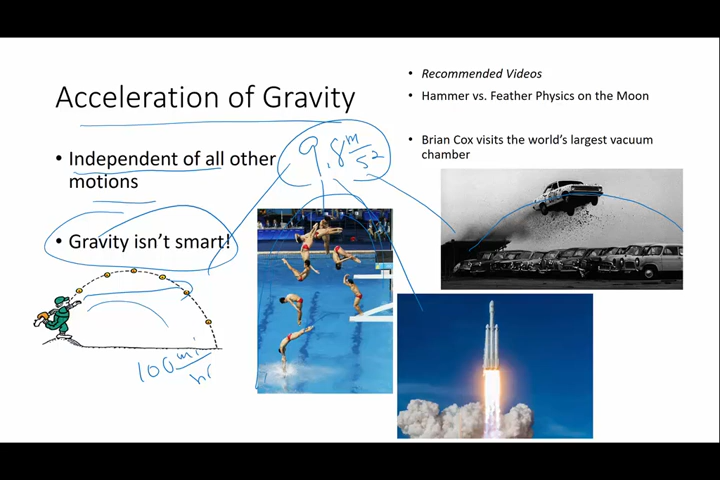 Acceleration of Gravity
• Independent of all other
motions
• Gravity isn't smart!
9.8 m/s²
100 mi/hr
• Recommended Videos
• Hammer vs. Feather Physics on the Moon
• Brian Cox visits the world's largest vacuum
chamber